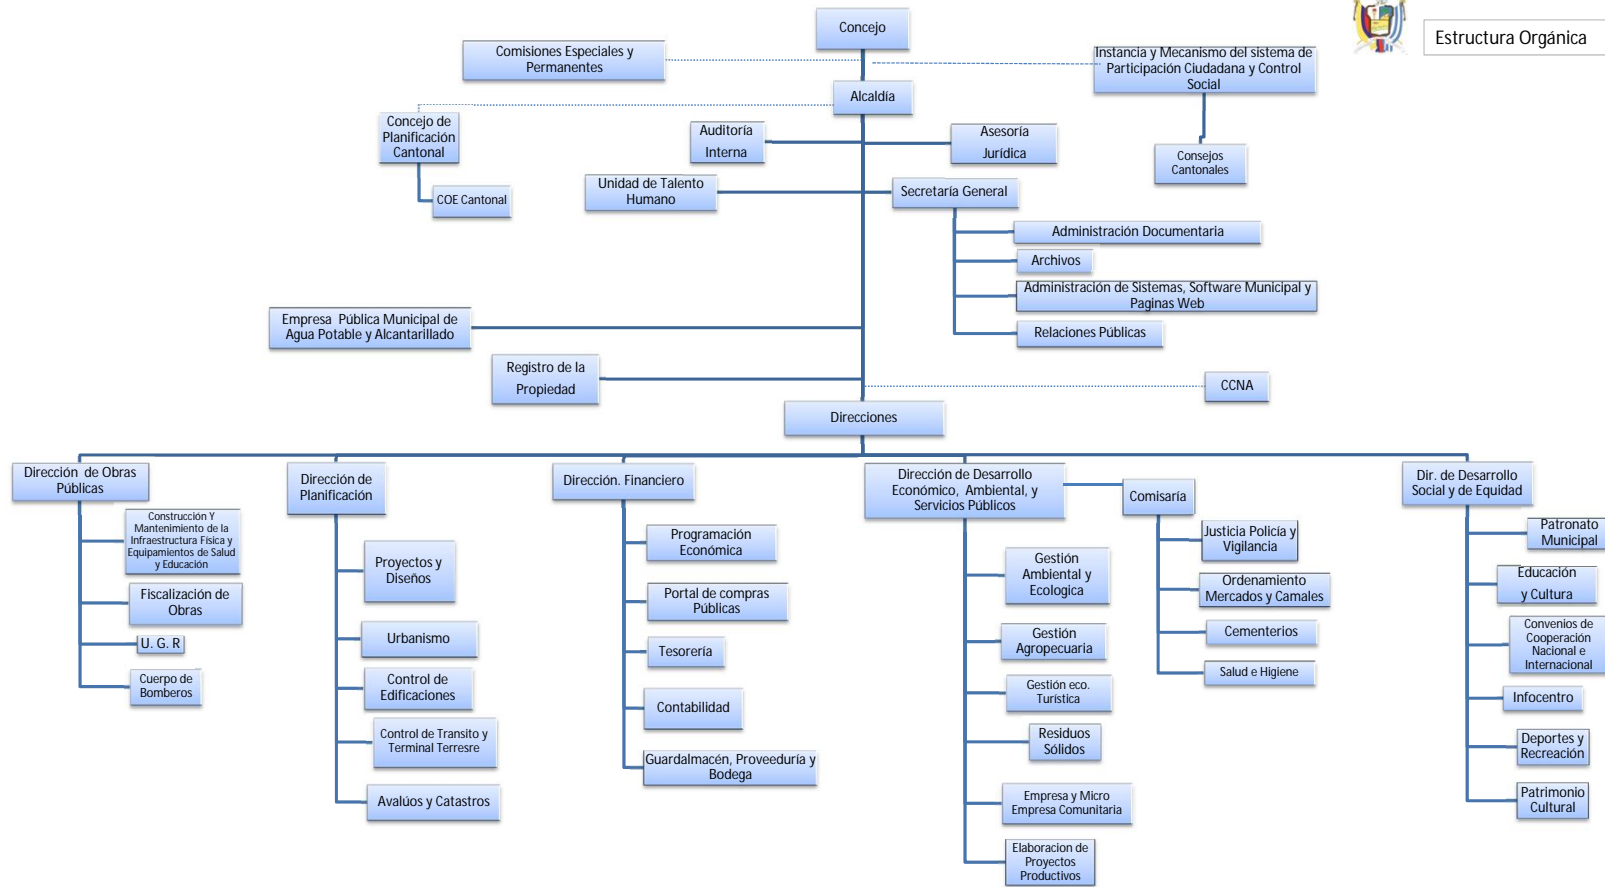 Concejo
Estructura Orgánica
Comisiones Especiales y
Permanentes
Instancia y Mecanismo del sistema de
Participación Ciudadana y Control
Social
Alcaldía
Concejo de
Planificación
Cantonal
Auditoría
Interna
Asesoría
Jurídica
Consejos
Cantonales
Unidad de Talento
Humano
Secretaría General
COE Cantonal
Administración Documentaria
Archivos
Administración de Sistemas, Software Municipal y
Paginas Web
Relaciones Públicas
Empresa Pública Municipal de
Agua Potable y Alcantarillado
Registro de la
Propiedad
CCNA
Direcciones
Dirección de Obras
Públicas
Construcción Y
Mantenimiento de la
Infraestructura Física y
Equipamientos de Salud
y Educación
Fiscalización de
Obras
U. G. R
Cuerpo de
Bomberos
Dirección de
Planificación
Proyectos y
Diseños
Urbanismo
Control de
Edificaciones
Control de Transito y
Terminal Terresre
Avalúos y Catastros
Dirección. Financiero
Programación
Económica
Portal de compras
Públicas
Tesorería
Contabilidad
Guardalmacén, Proveeduría y
Bodega
Dirección de Desarrollo
Económico, Ambiental, y
Servicios Públicos
Gestión
Ambiental y
Ecologica
Gestión
Agropecuaria
Gestión eco.
Turística
Residuos
Sólidos
Empresa y Micro
Empresa Comunitaria
Elaboracion de
Proyectos
Productivos
Comisaría
Justicia Policía y
Vigilancia
Ordenamiento
Mercados y Camales
Cementerios
Salud e Higiene
Dir. de Desarrollo
Social y de Equidad
Patronato
Municipal
Educación
y Cultura
Convenios de
Cooperación
Nacional e
Internacional
Infocentro
Deportes y
Recreación
Patrimonio
Cultural